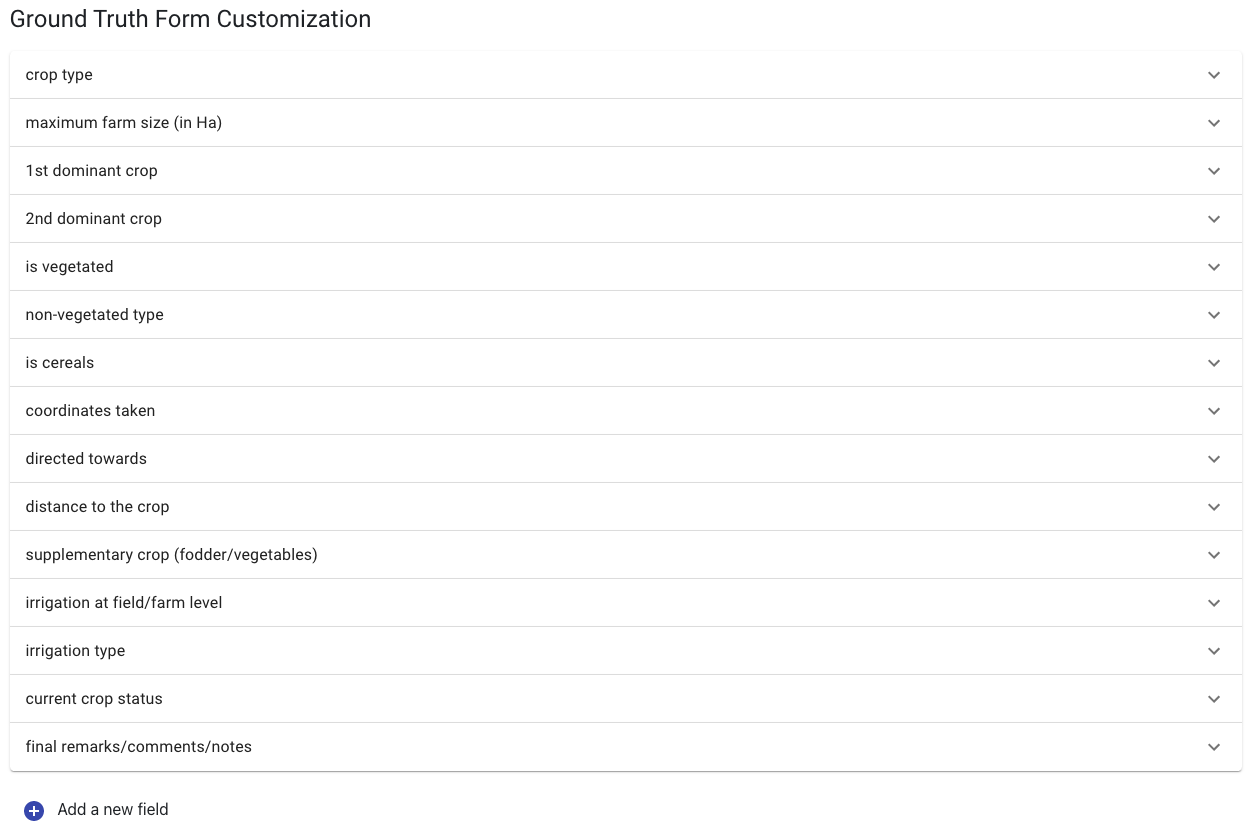 Ground Truth Form Customization
crop type
maximum farm size (in Ha)
1st dominant crop
2nd dominant crop
is vegetated
non-vegetated type
is cereals
coordinates taken
directed towards
distance to the crop
supplementary crop (fodder/vegetables)
irrigation at field/farm level
irrigation type
current crop status
final remarks/comments/notes
Add a new field